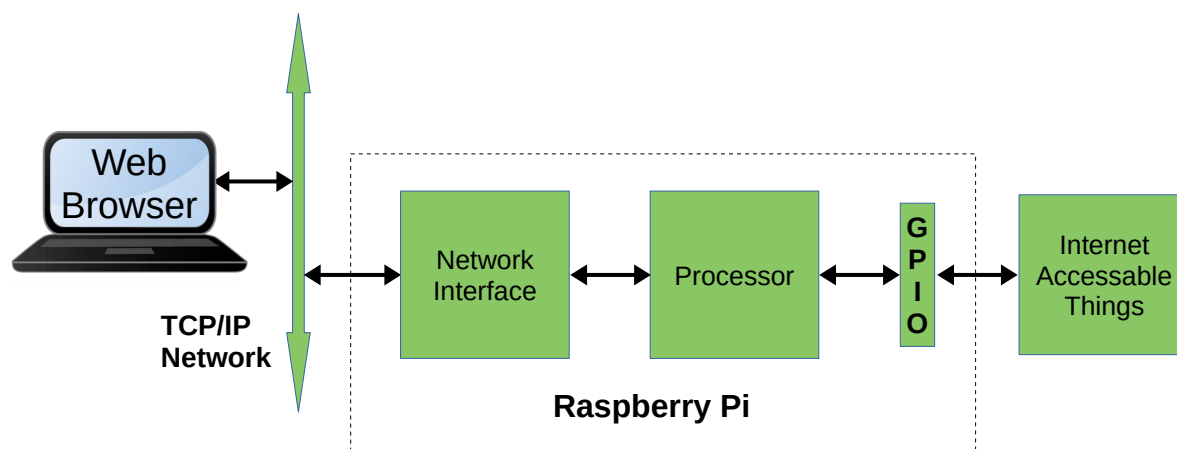 Web
Browser
TCP/IP
Network
Network
Interface
Processor
G
P
I
O
Internet
Accessable
Things
Raspberry Pi